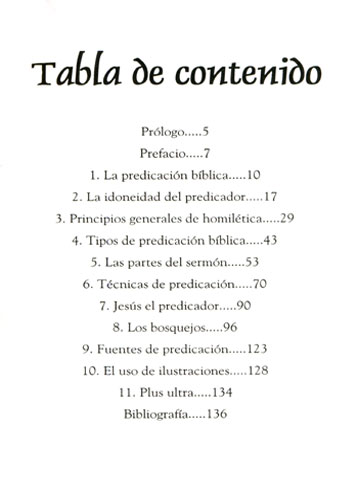 Tabla de contenido
Prólogo.....5
Prefacio.....7
1. La predicación bíblica.....10
2. La idoneidad del predicador.....17
3. Principios generales de homilética.....29
4. Tipos de predicación bíblica.....43
5. Las partes del sermón.....53
6. Técnicas de predicación.....70
7. Jesús el predicador.....90
8. Los bosquejos.....96
9. Fuentes de predicación.....123
10. El uso de ilustraciones.....128
11. Plus ultra.....134
Bibliografía.....136